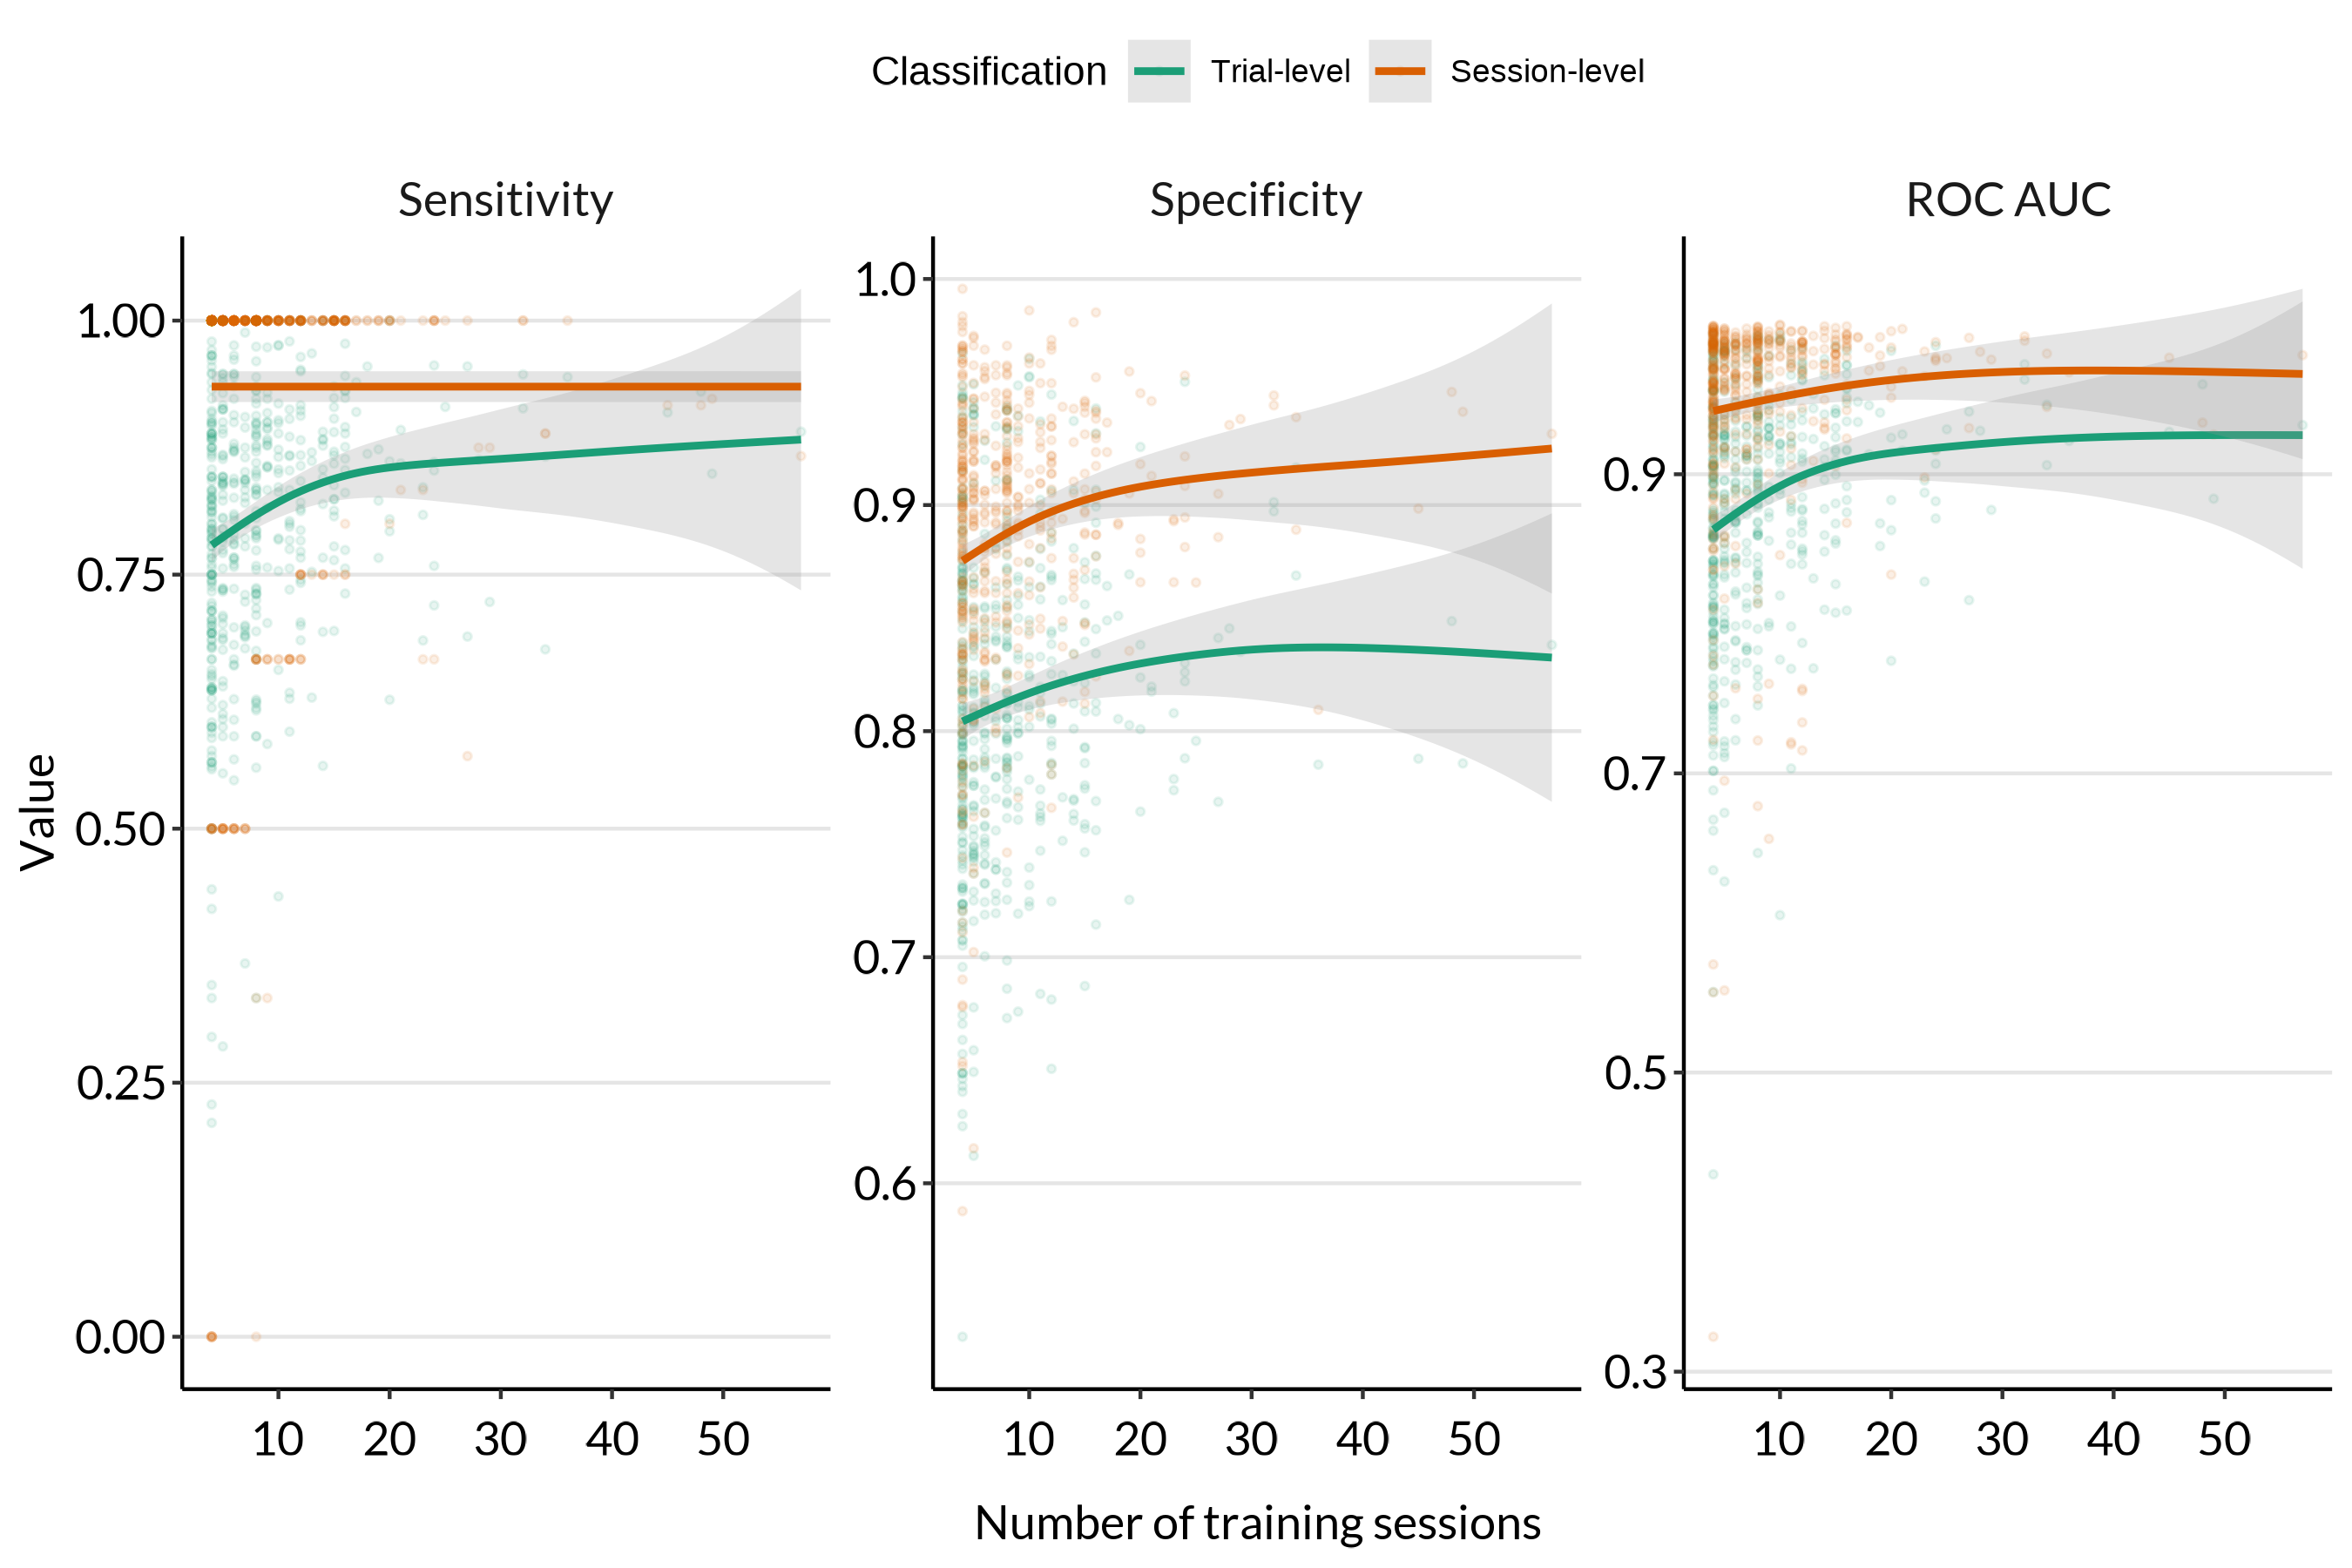 Classification Trial-level Session-level
Sensitivity Specificity ROC AUC
Value
1.00
0.75
0.50
0.25
0.00
10 20 30 40 50
1.0
0.9
0.8
0.7
0.6
10 20 30 40 50
0.9
0.7
0.5
0.3
10 20 30 40 50
Number of training sessions